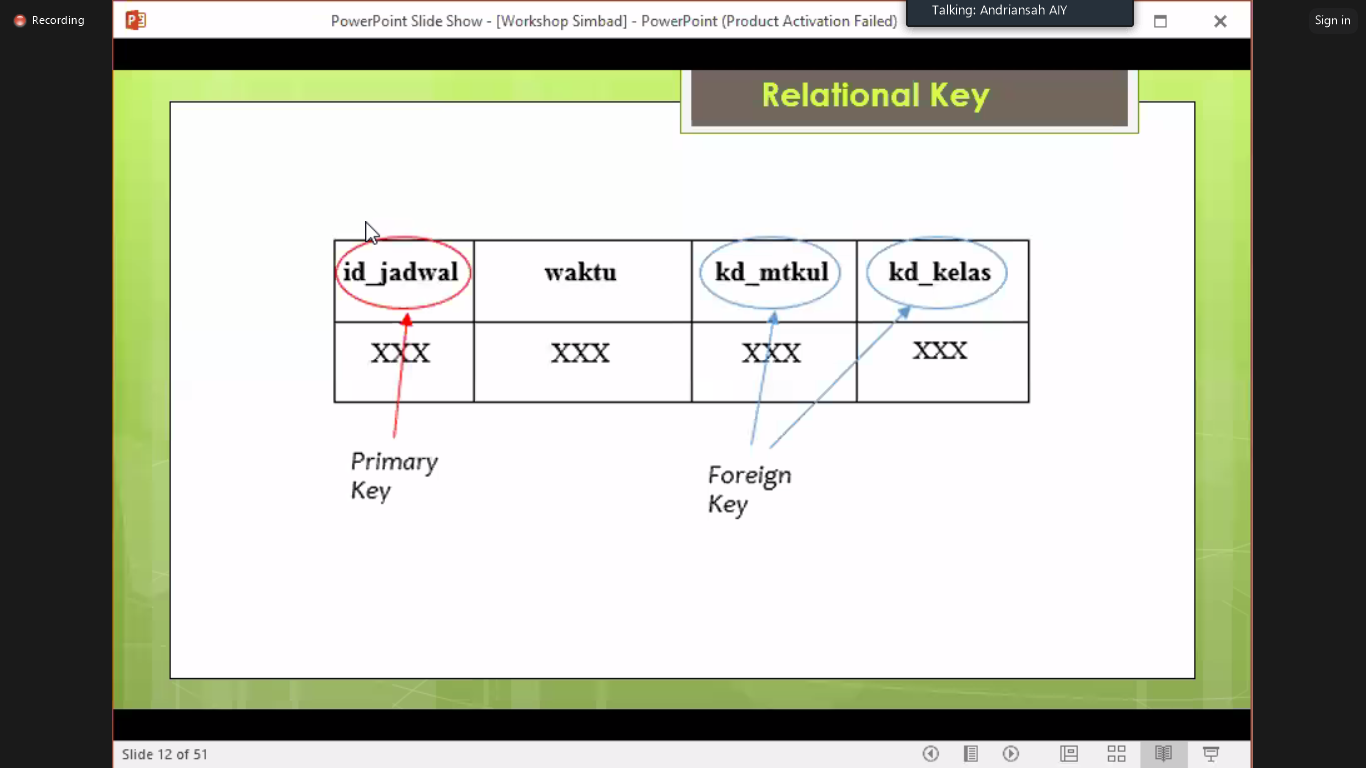 Recording
PowerPoint Slide Show - [Workshop Simbad] - PowerPoint (Product Activation Failed)
Talking: Andriansah AIY
Sign in
Relational Key
id_jadwal waktu kd_mtkul kd_kelas
XXX XXX XXX XXX
Primary
Key
Foreign
Key
Slide 12 of 51